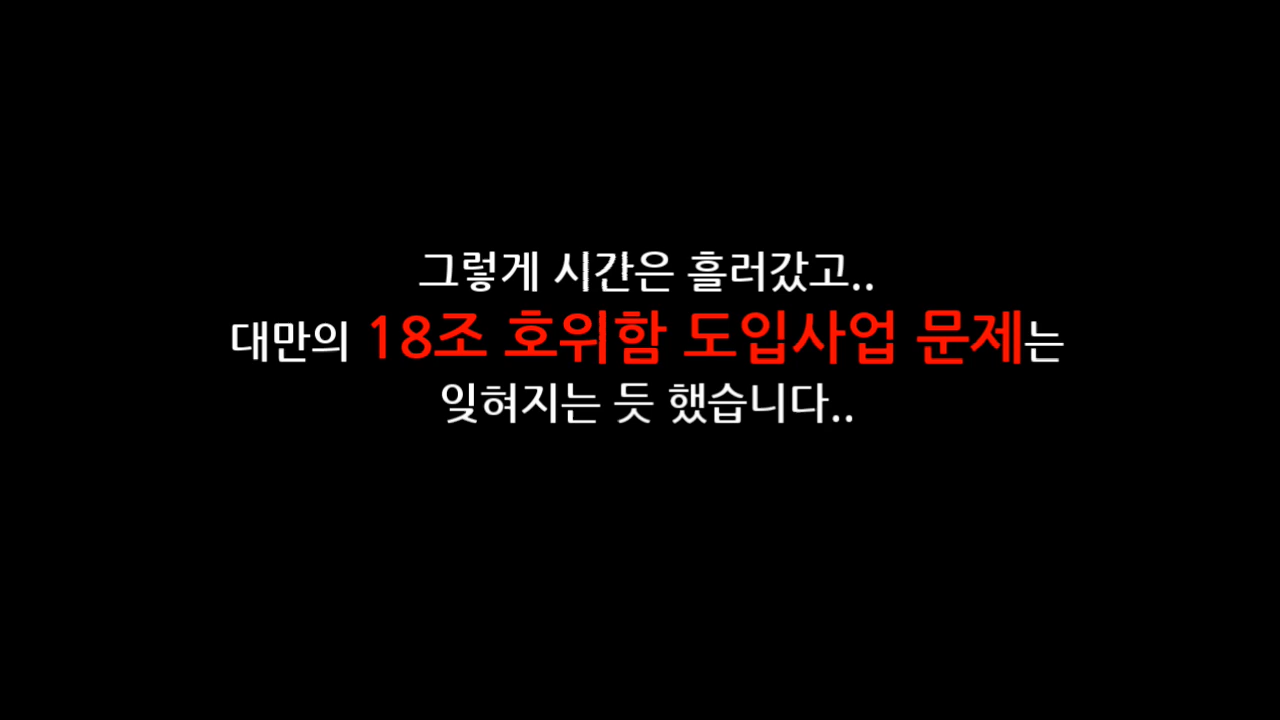 그렇게 시간은 흘러갔고..
대만의 18조 호위함 도입사업 문제는
잊혀지는 듯 했습니다..